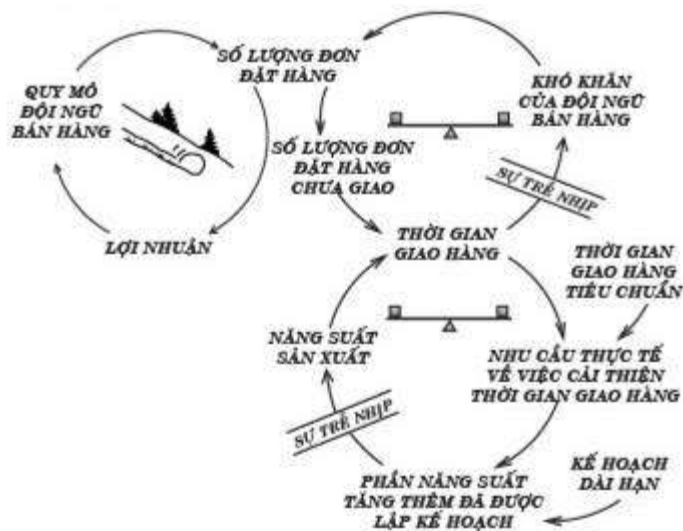 SỐ LƯỢNG ĐƠN
ĐẶT HÀNG
QUY MÔ
ĐỘI NGŨ
BÁN HÀNG
KHÓ KHĂN
CỦA ĐỘI NGŨ
BÁN HÀNG
SỐ LƯỢNG ĐƠN
ĐẶT HÀNG
CHƯA GIAO
SỰ TRỄ NHỊP
LỢI NHUẬN
THỜI GIAN
GIAO HÀNG
THỜI GIAN
GIAO HÀNG
TIÊU CHUẨN
NĂNG SUẤT
SẢN XUẤT
NHU CẦU THỰC TẾ
VỀ VIỆC CẢI THIỆN
THỜI GIAN GIAO HÀNG
SỰ TRỄ NHỊP
PHẦN NĂNG SUẤT
TĂNG THÊM ĐÃ ĐƯỢC
LẬP KẾ HOẠCH
KẾ HOẠCH
DÀI HẠN